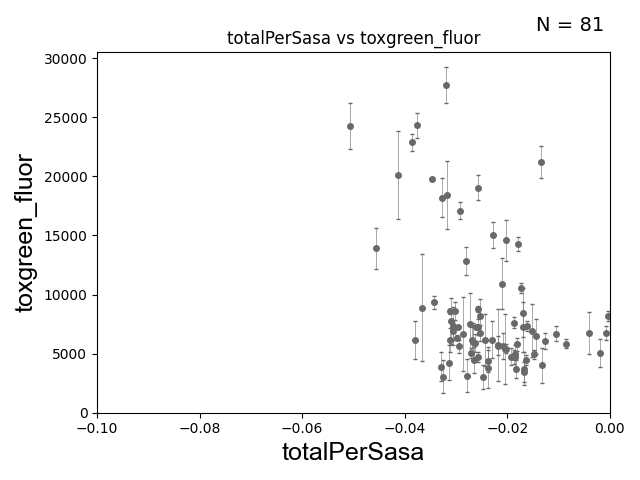 N = 81
totalPerSasa vs toxgreen_fluor
30000
25000
20000
15000
10000
5000
0
toxgreen_fluor
−0.10 −0.08 −0.06 −0.04 −0.02 0.00
totalPerSasa